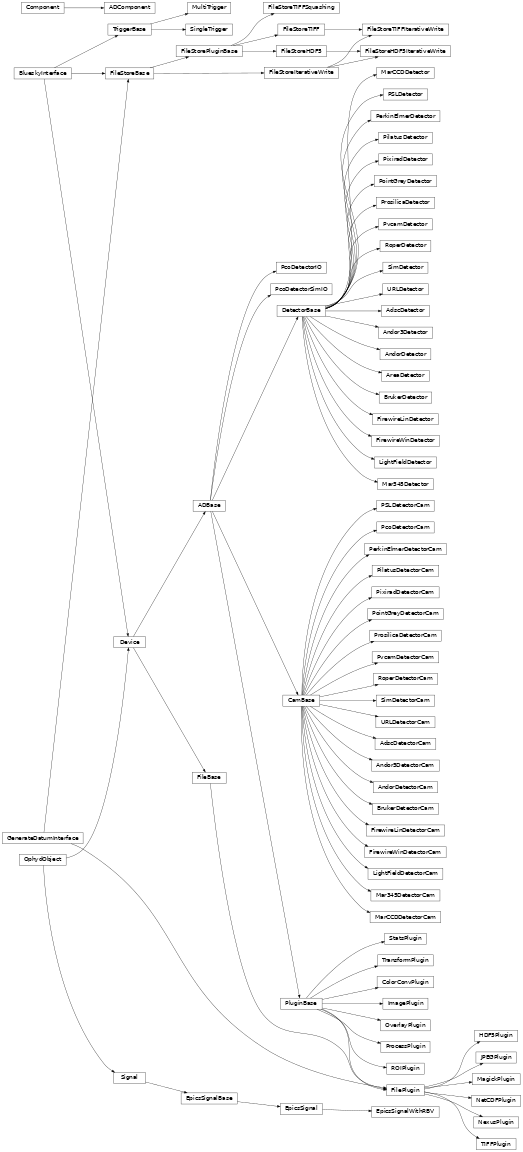 Component
ADComponent
MultiTrigger
TriggerBase
SingleTrigger
FileStoreTIFFSquashing
FileStoreTIFF
FileStoreTIFFIterativeWrite
FileStorePluginBase
FileStoreHDF5
FileStoreHDF5IterativeWrite
BlueskyInterface
FileStoreBase
FileStoreIterativeWrite
MarCCDDetector
PSLDetector
PerkinElmerDetector
PilatusDetector
PixiradDetector
PointGreyDetector
ProsilicaDetector
PvcamDetector
RoperDetector
PcoDetectorIO
SimDetector
PcoDetectorSimIO
URLDetector
DetectorBase
AdscDetector
Andor3Detector
AndorDetector
AreaDetector
BrukerDetector
FirewireLinDetector
FirewireWinDetector
LightFieldDetector
Mar345Detector
ADBase
PSLDetectorCam
PcoDetectorCam
PerkinElmerDetectorCam
PilatusDetectorCam
PixiradDetectorCam
PointGreyDetectorCam
ProsilicaDetectorCam
Device
PvcamDetectorCam
RoperDetectorCam
CamBase
SimDetectorCam
URLDetectorCam
AdscDetectorCam
Andor3DetectorCam
FileBase
AndorDetectorCam
BrukerDetectorCam
FirewireLinDetectorCam
GenerateDatumInterface
FirewireWinDetectorCam
OphydObject
LightFieldDetectorCam
Mar345DetectorCam
MarCCDDetectorCam
StatsPlugin
TransformPlugin
ColorConvPlugin
PluginBase
ImagePlugin
OverlayPlugin
ProcessPlugin
HDF5Plugin
JPEGPlugin
ROIPlugin
Signal
MagickPlugin
FilePlugin
EpicsSignalBase
NetCDFPlugin
EpicsSignal
EpicsSignalWithRBV
NexusPlugin
TIFFPlugin